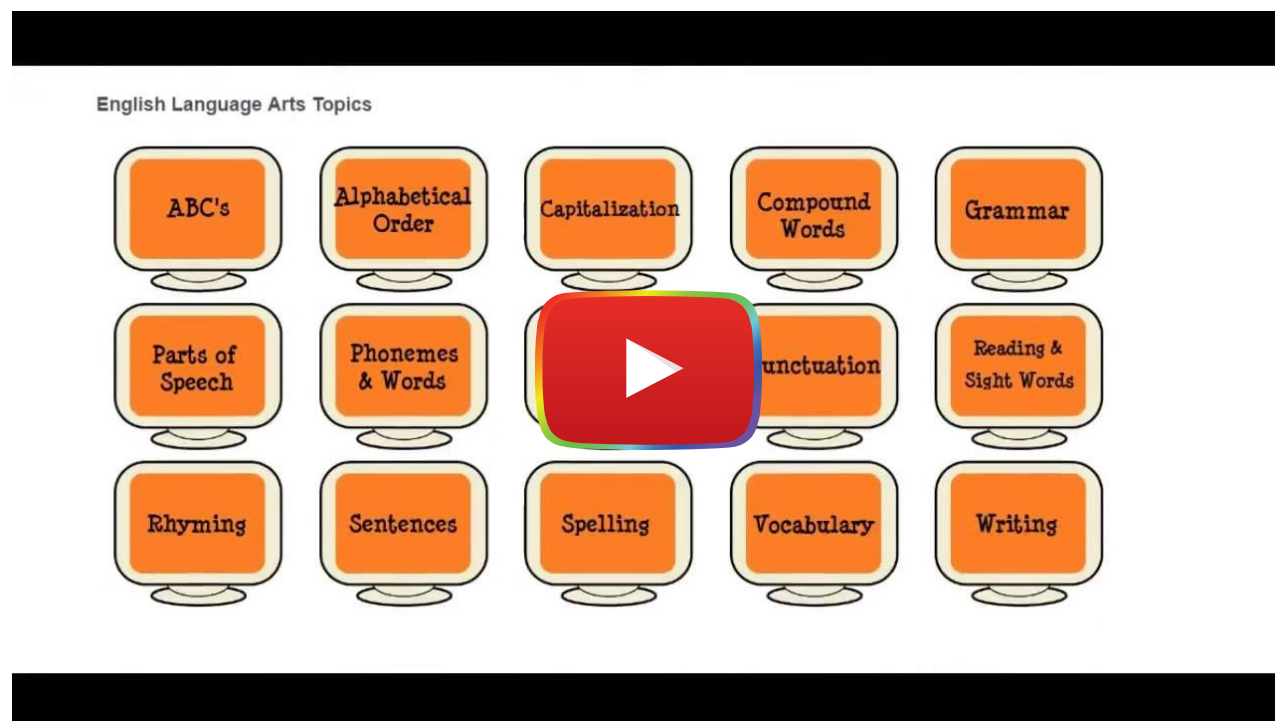 English Language Arts Topics
ABC's
Alphabetical
Order
Capitalization
Compound
Words
Grammar
Parts of
Speech
Phonemes
& Words
unctuation
Reading &
Sight Words
Rhyming
Sentences
Spelling
Vocabulary
Writing